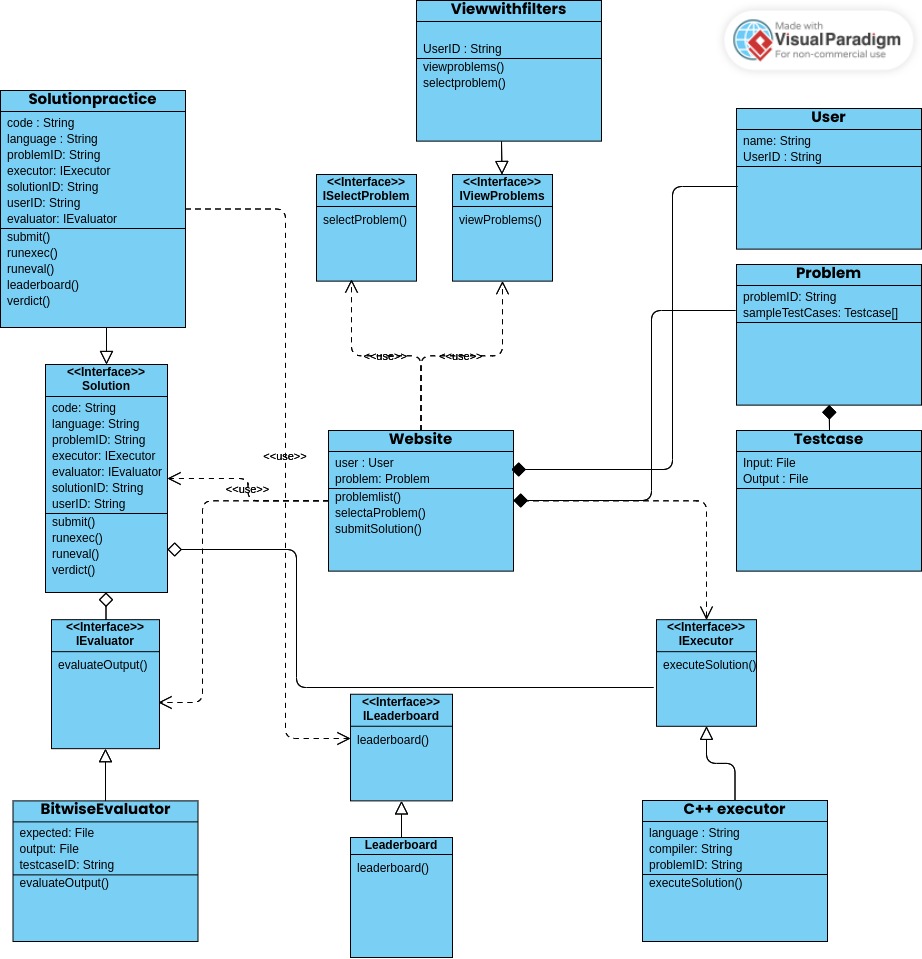 Viewwithfilters
UserID : String
viewproblems()
selectproblem()
Made with
VisualParadigm
For non-commercial use
Solutionpractice
code : String
language : String
problemID: String
executor: IExecutor
solutionID: String
userID: String
evaluator: IEvaluator
submit()
runexec()
runeval()
leaderboard()
verdict()
User
name: String
UserID : String
<<Interface>>
ISelectProblem
selectProblem()
<<Interface>>
IViewProblems
viewProblems()
Problem
problemID: String
sampleTestCases: Testcase[]
<<use>>
<<use>>
<<Interface>>
Solution
code: String
language: String
problemID: String
executor: IExecutor
evaluator: IEvaluator
solutionID: String
userID: String
submit()
runexec()
runeval()
verdict()
<<use>>
<<use>>
Website
user : User
problem: Problem
problemlist()
selectaProblem()
submitSolution()
Testcase
Input: File
Output : File
<<Interface>>
IEvaluator
evaluateOutput()
<<Interface>>
IExecutor
executeSolution()
<<Interface>>
ILeaderboard
leaderboard()
BitwiseEvaluator
expected: File
output: File
testcaseID: String
evaluateOutput()
Leaderboard
leaderboard()
C++ executor
language : String
compiler: String
problemID: String
executeSolution()